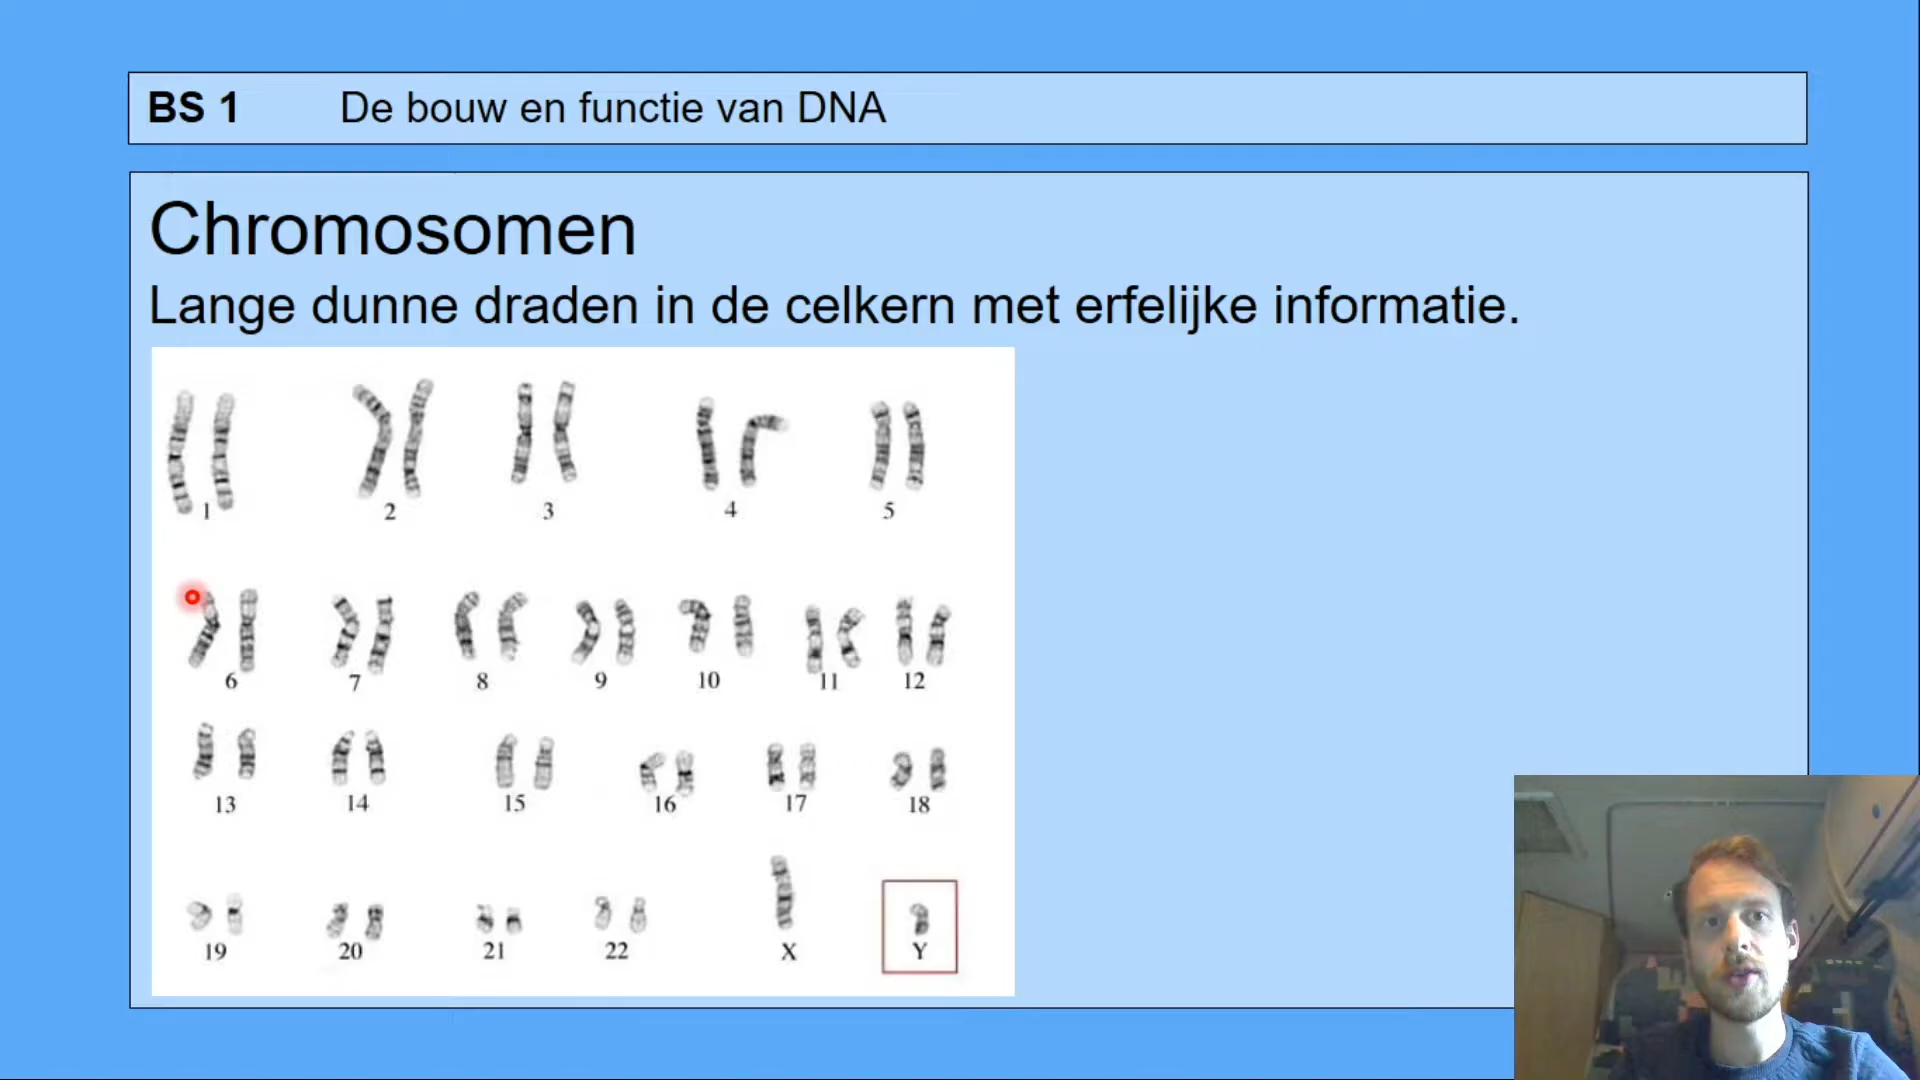 BS 1 De bouw en functie van DNA
Chromosomen
Lange dunne draden in de celkern met erfelijke informatie.
1 2 3 4 5
6 7 8 9 10 11 12
13 14 15 16 17 18
19 20 21 22 X Y